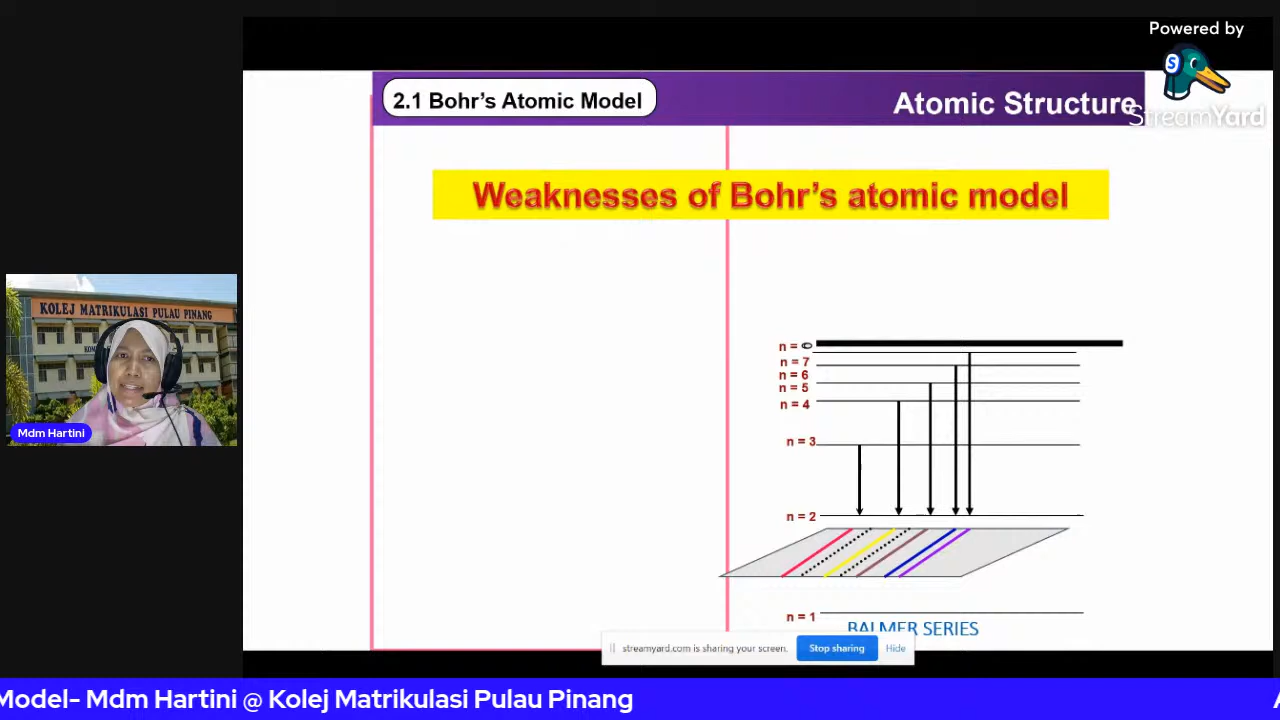 Powered by
StreamYard
2.1 Bohr's Atomic Model
Atomic Structure
Weaknesses of Bohr's atomic model
KOLEJ MATRIKULASI PULAU PINANG
Mdm Hartini
n = ∞
n = 7
n = 6
n = 5
n = 4
n = 3
n = 2
n = 1
BALMER SERIES
streamyard.com is sharing your screen.
Stop sharing
Hide
Model- Mdm Hartini @ Kolej Matrikulasi Pulau Pinang